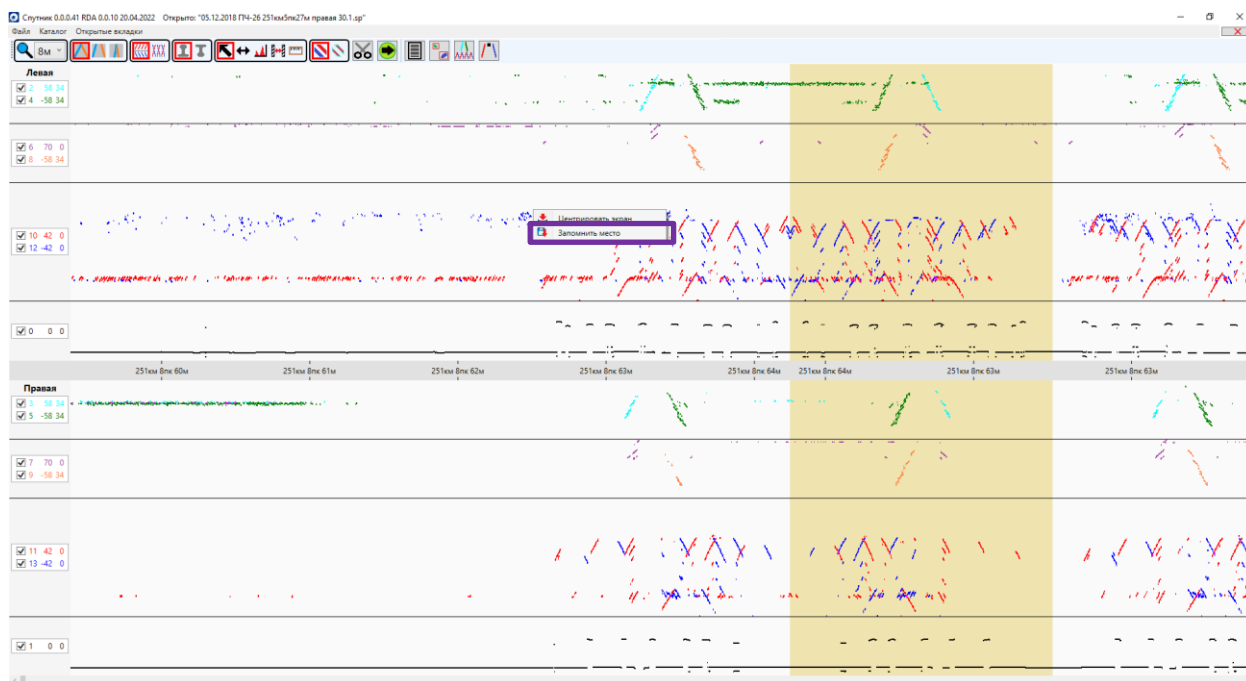 Спутник 0.0.0.41 RDA 0.0.10 20.04.2022 Открыто: "05.12.2018 ПЧ-26 251км5пк27м правая 30.1.sp"
Файл Каталог Открытые вкладки
8м
Левая
2 58 34
4 -58 34
6 70 0
8 -58 34
Центрировать экран
Запомнить место
10 42 0
12 -42 0
0 0 0
251км 8пк 60м 251км 8пк 61м 251км 8пк 62м 251км 8пк 63м 251км 8пк 64м 251км 8пк 64м 251км 8пк 63м 251км 8пк 63м
Правая
3 58 34
5 -58 34
7 70 0
9 -58 34
11 42 0
13 -42 0
1 0 0